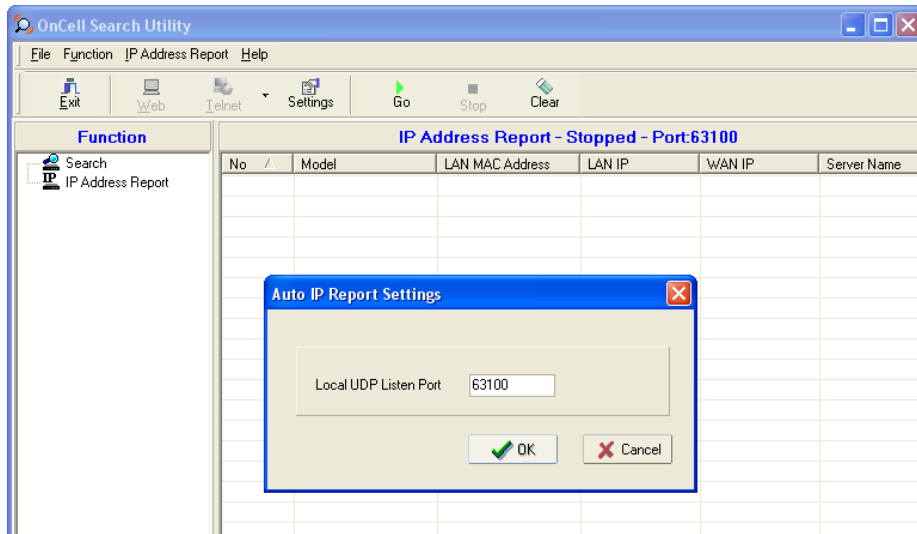 OnCell Search Utility
File Function IP Address Report Help
Exit Web Telnet Settings Go Stop Clear
Function IP Address Report - Stopped - Port:63100
Search
IP IP Address Report
No Model LAN MAC Address LAN IP WAN IP Server Name
Auto IP Report Settings
Local UDP Listen Port 63100
OK Cancel